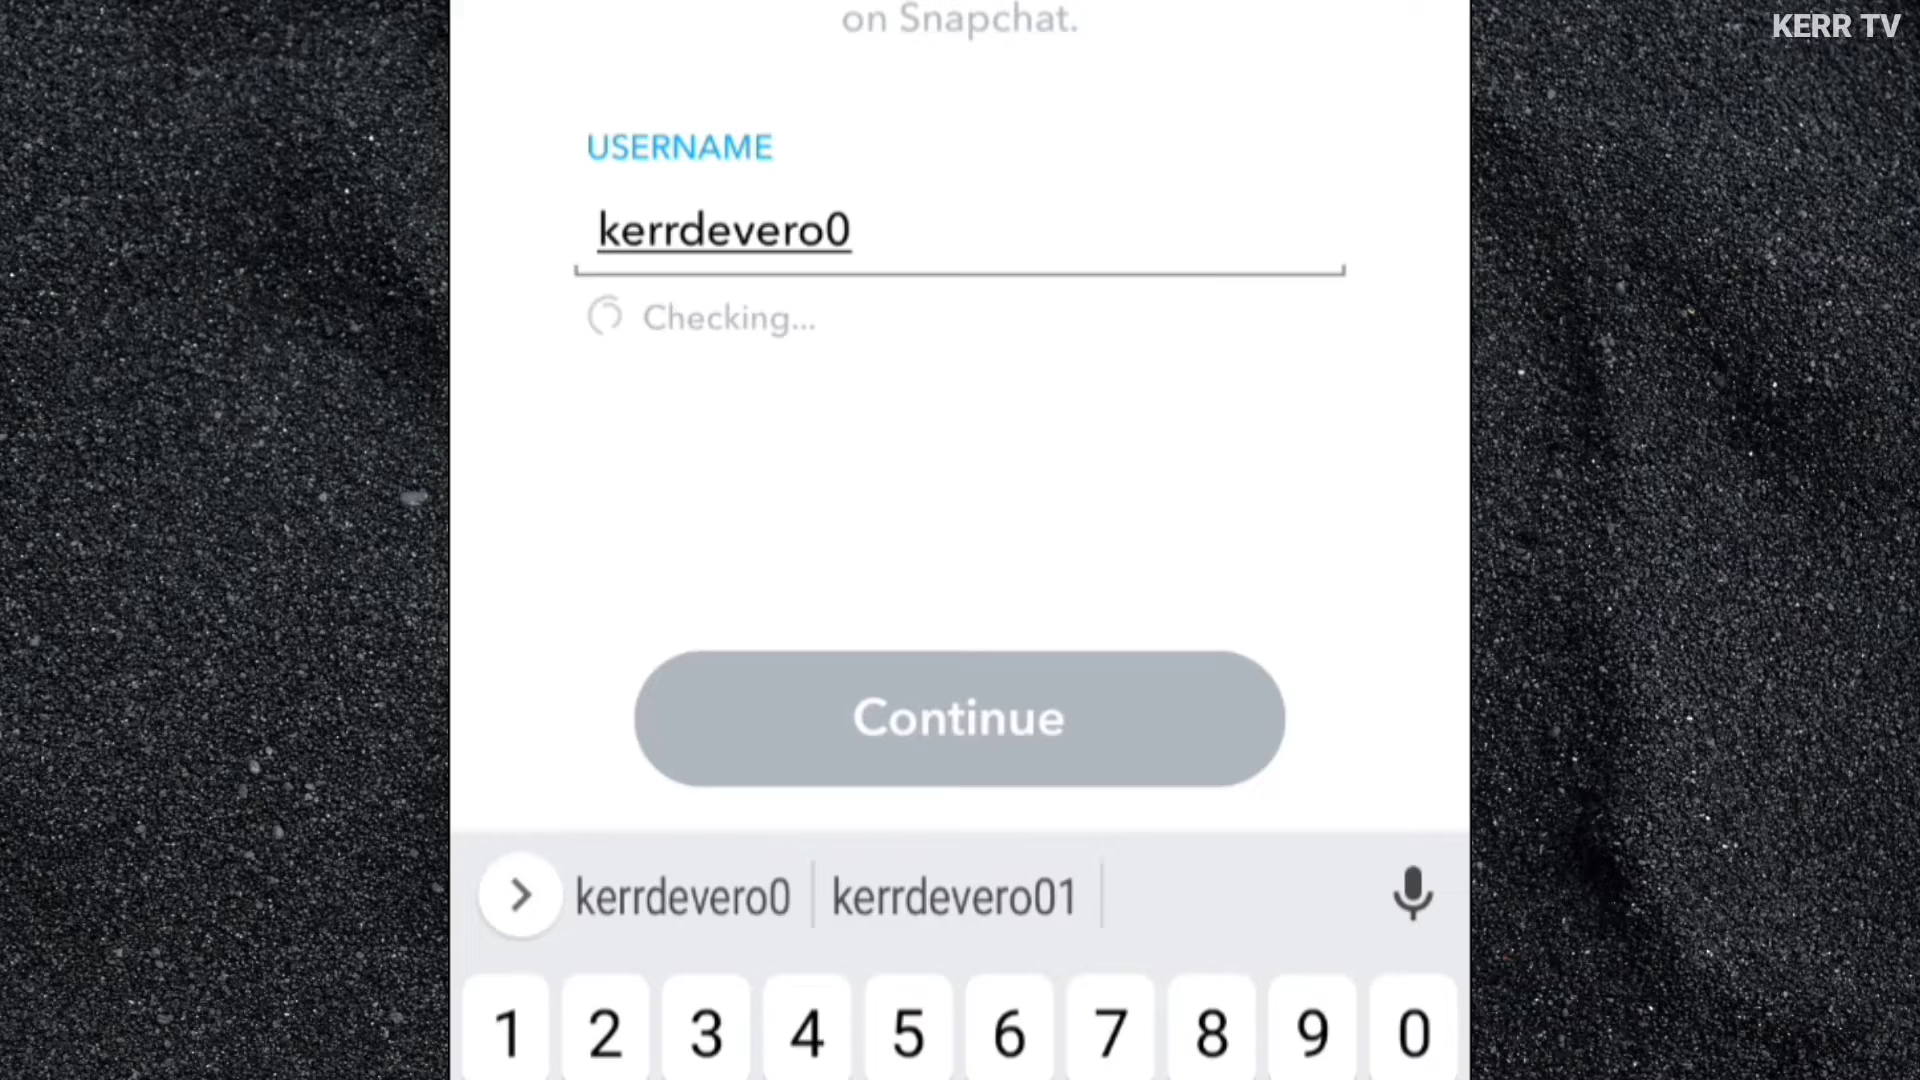 KERR TV
on Snapchat.
USERNAME
kerrdevero0
Checking...
Continue
kerrdevero0 kerrdevero01
1 2 3 4 5 6 7 8 9 0